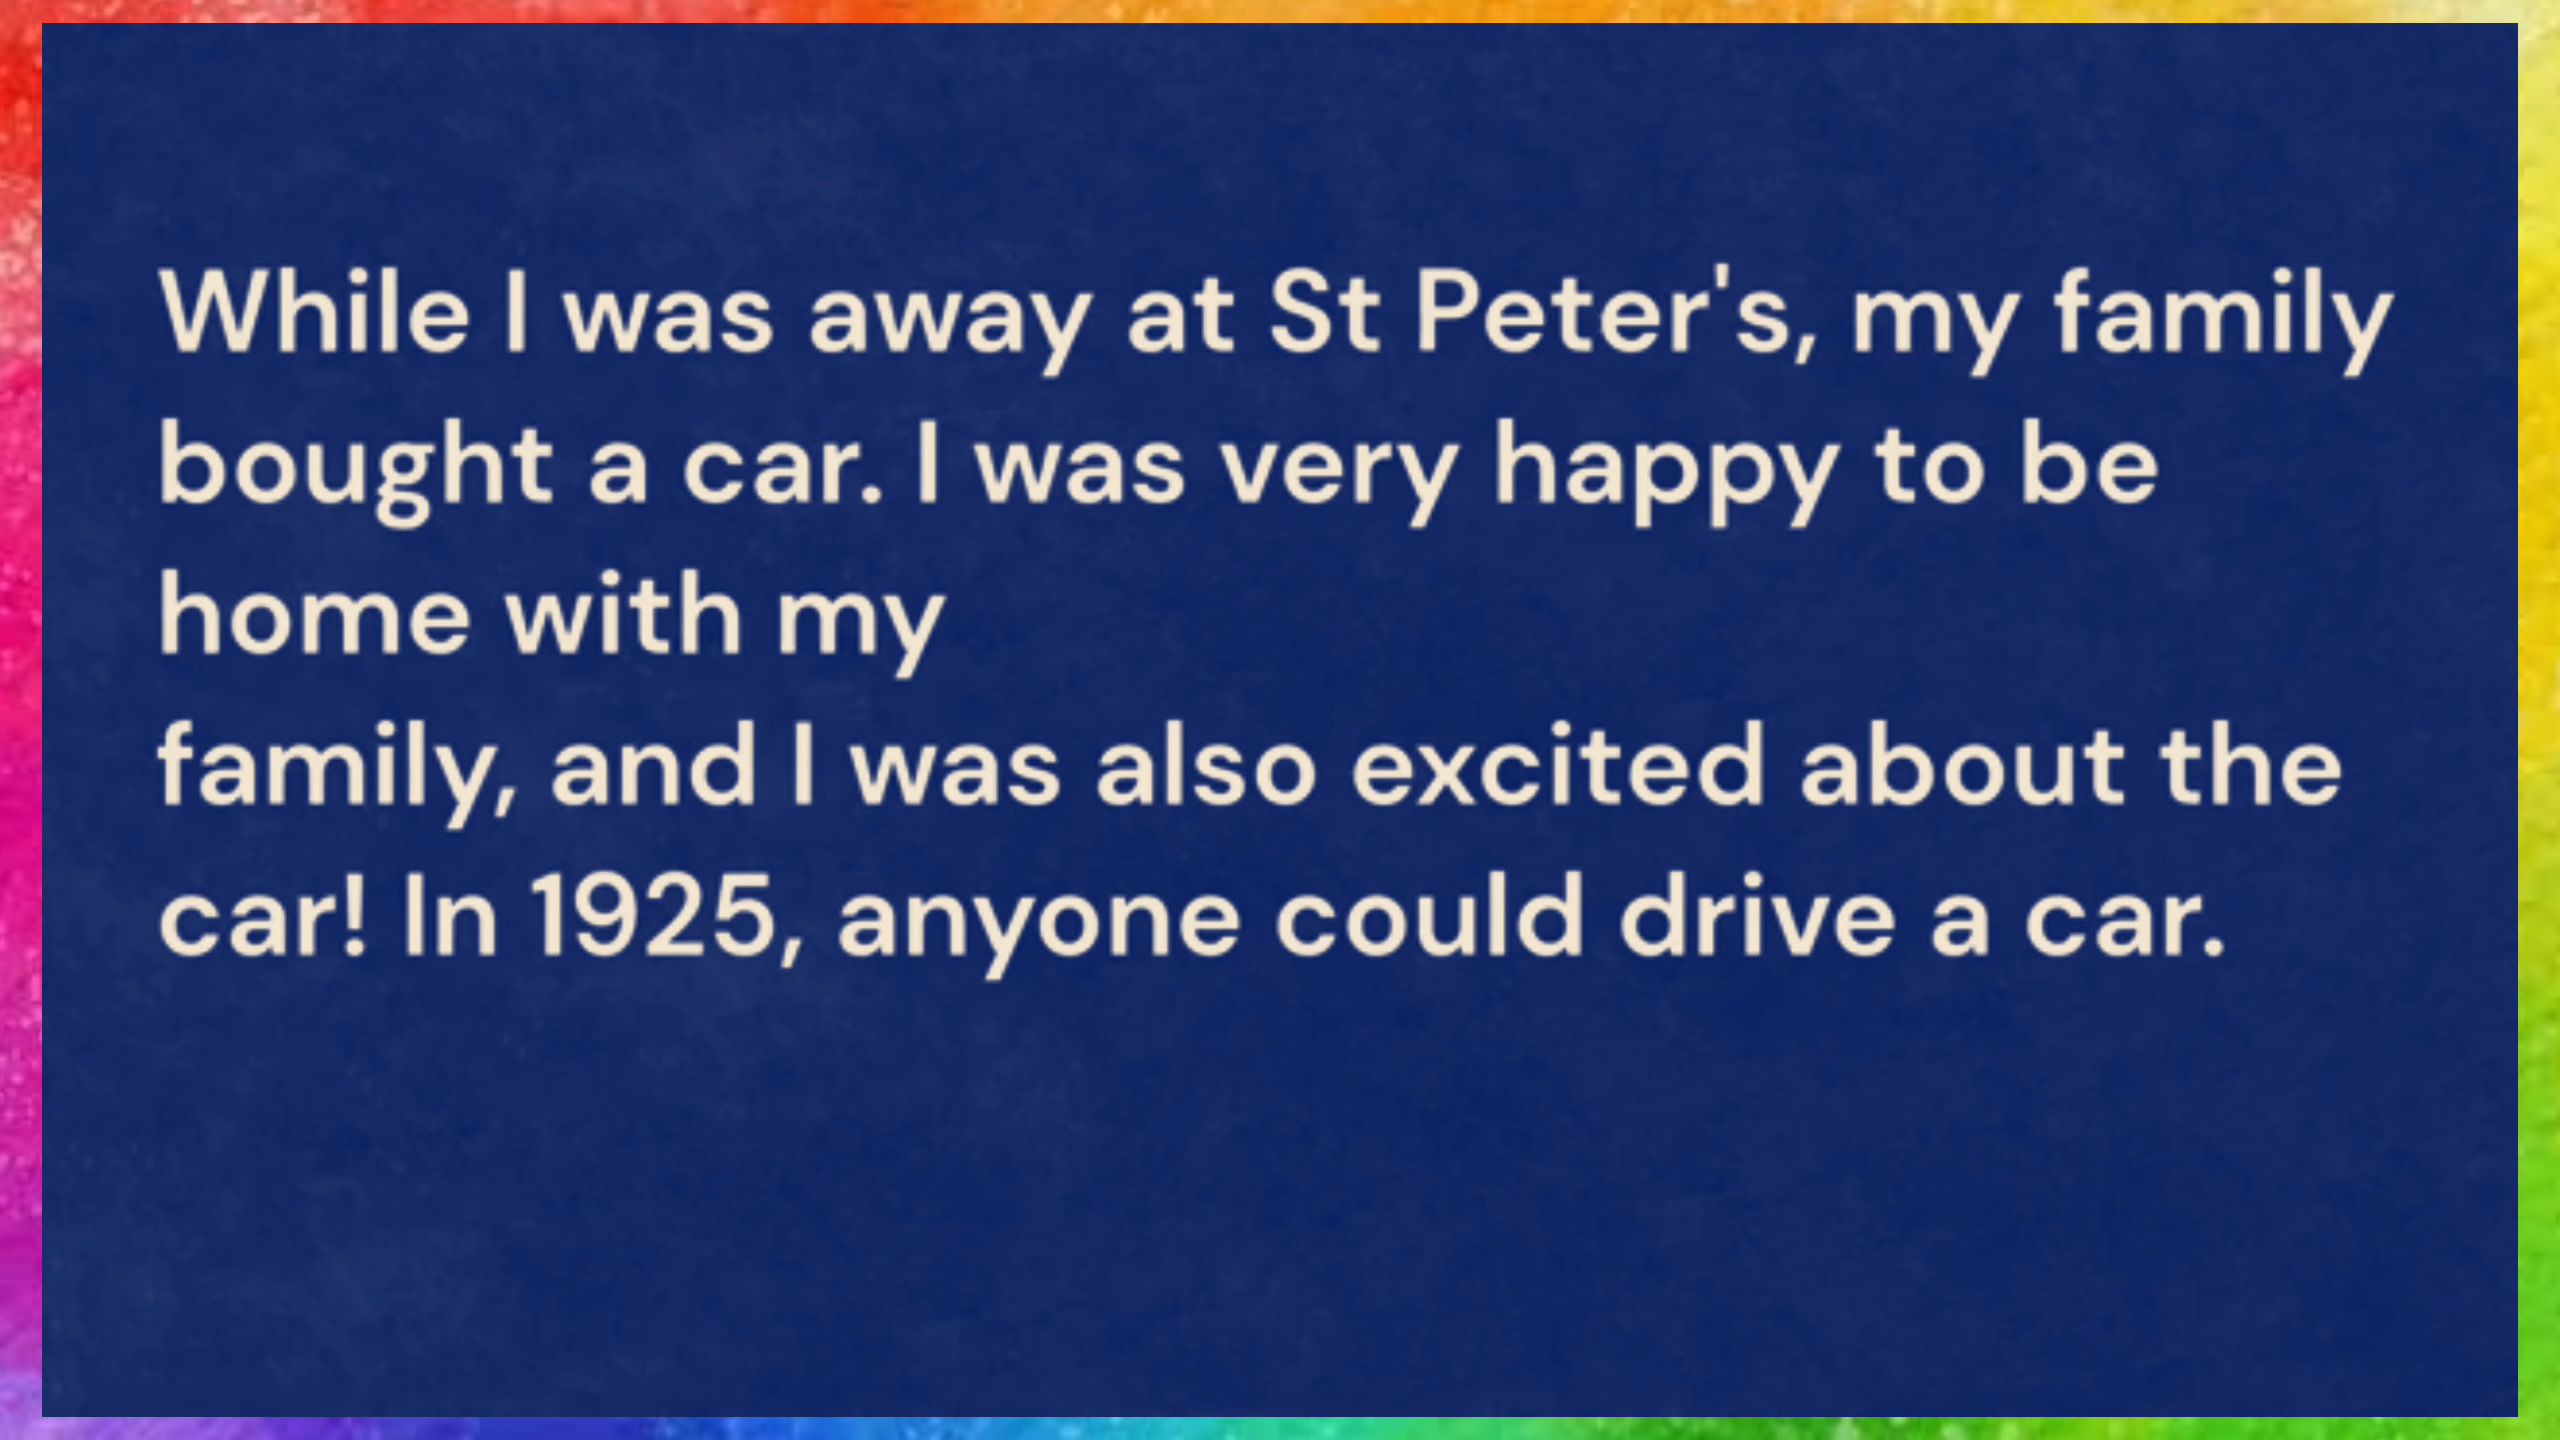 While I was away at St Peter's, my family
bought a car. I was very happy to be
home with my
family, and I was also excited about the
car! In 1925, anyone could drive a car.